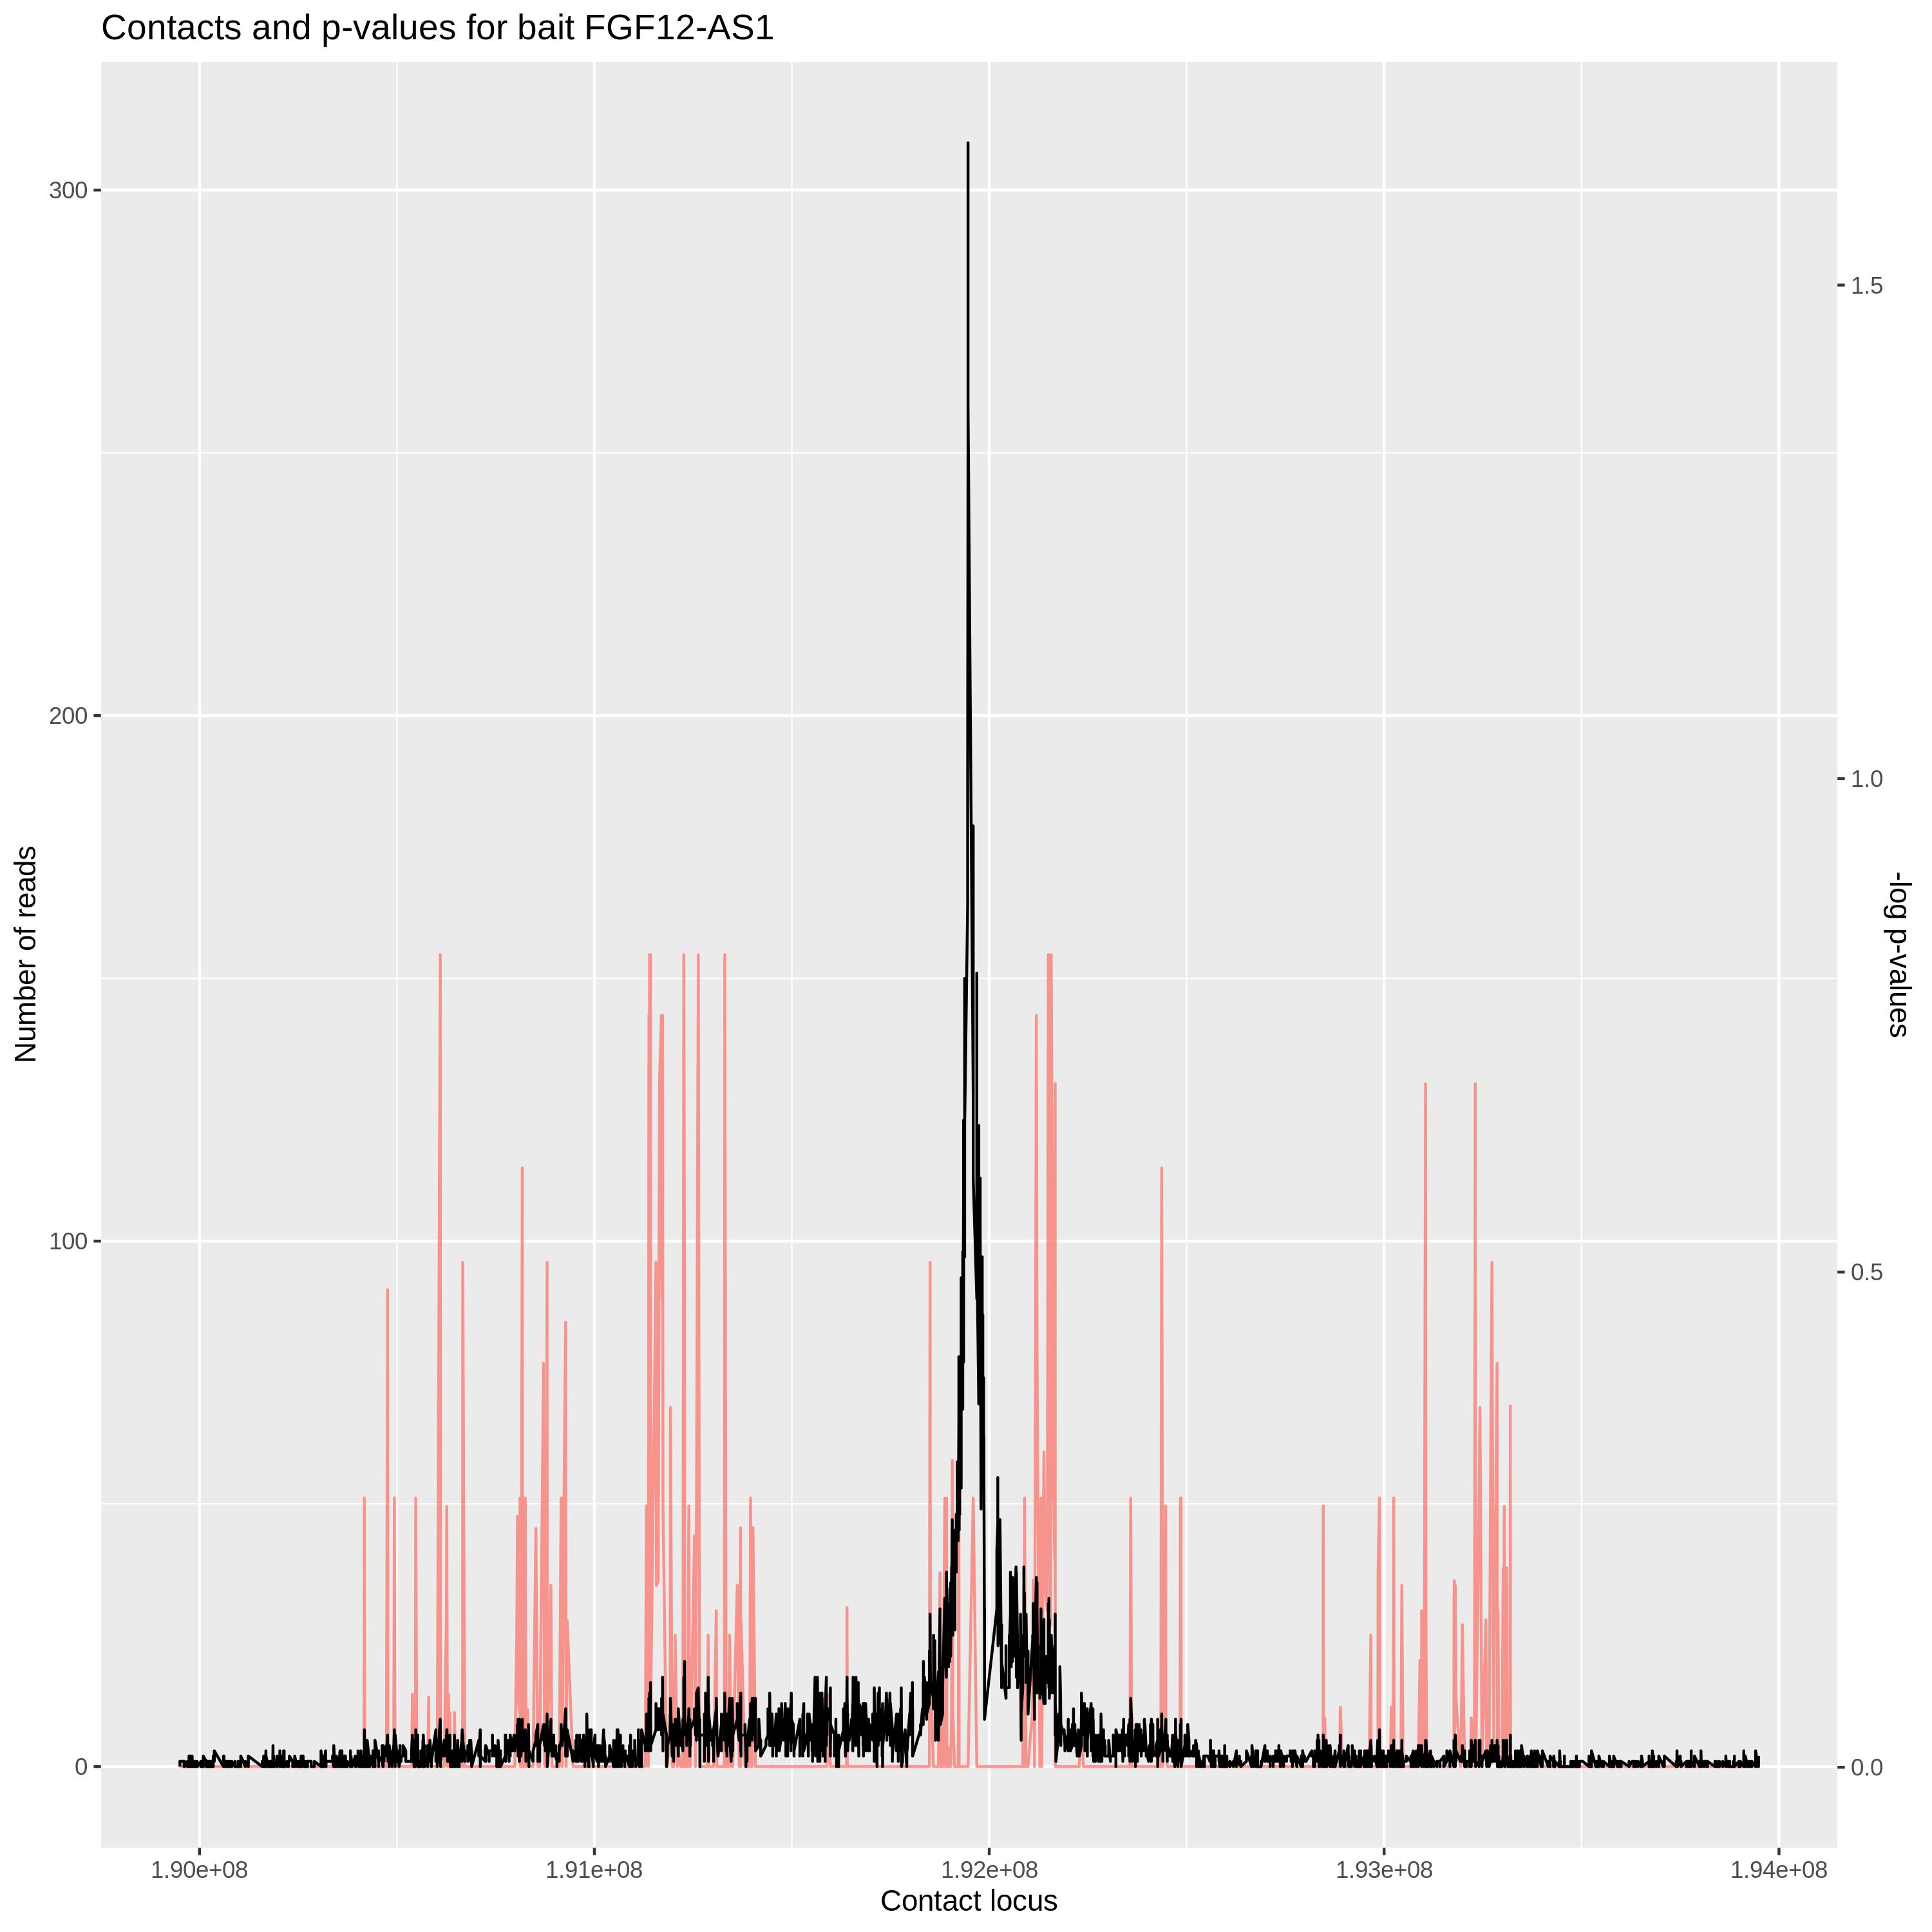 Contacts and p-values for bait FGF12-AS1
Number of reads
300
200
100
0
-log p-values
1.5
1.0
0.5
0.0
1.90e+08
1.91e+08
1.92e+08
1.93e+08
1.94e+08
Contact locus